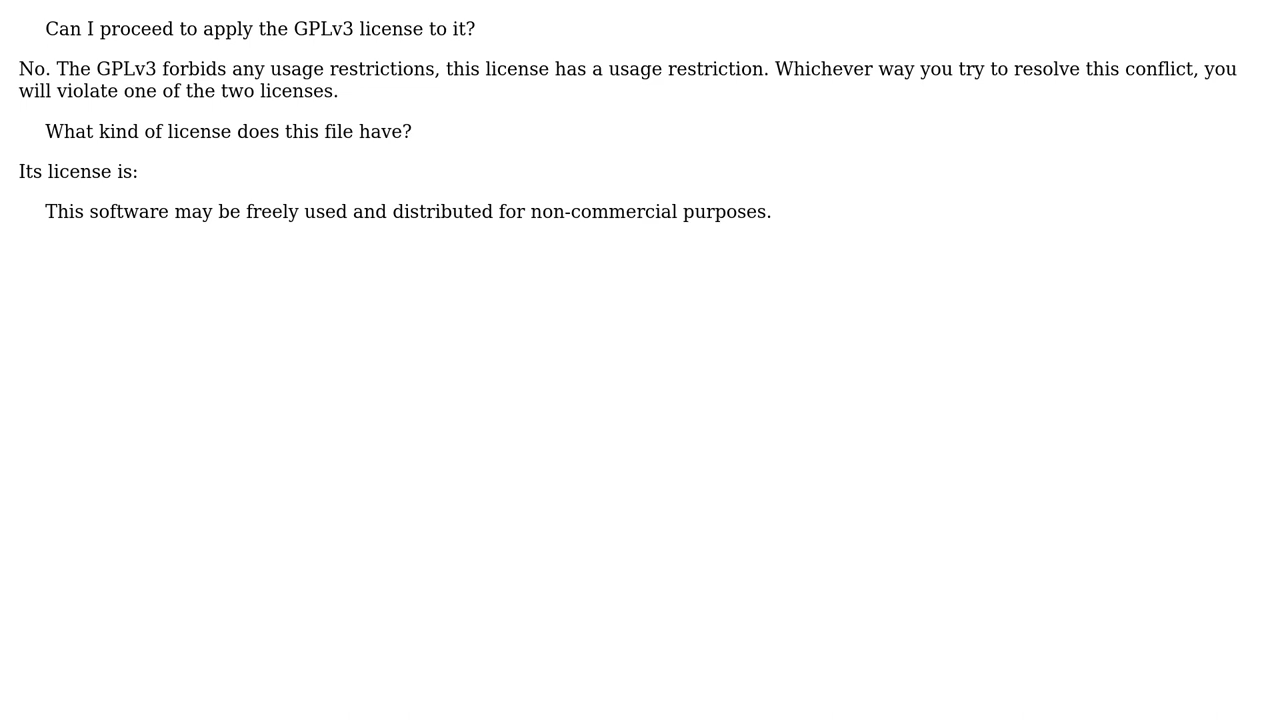 Can I proceed to apply the GPLv3 license to it?
No. The GPLv3 forbids any usage restrictions, this license has a usage restriction. Whichever way you try to resolve this conflict, you
will violate one of the two licenses.
What kind of license does this file have?
Its license is:
This software may be freely used and distributed for non-commercial purposes.